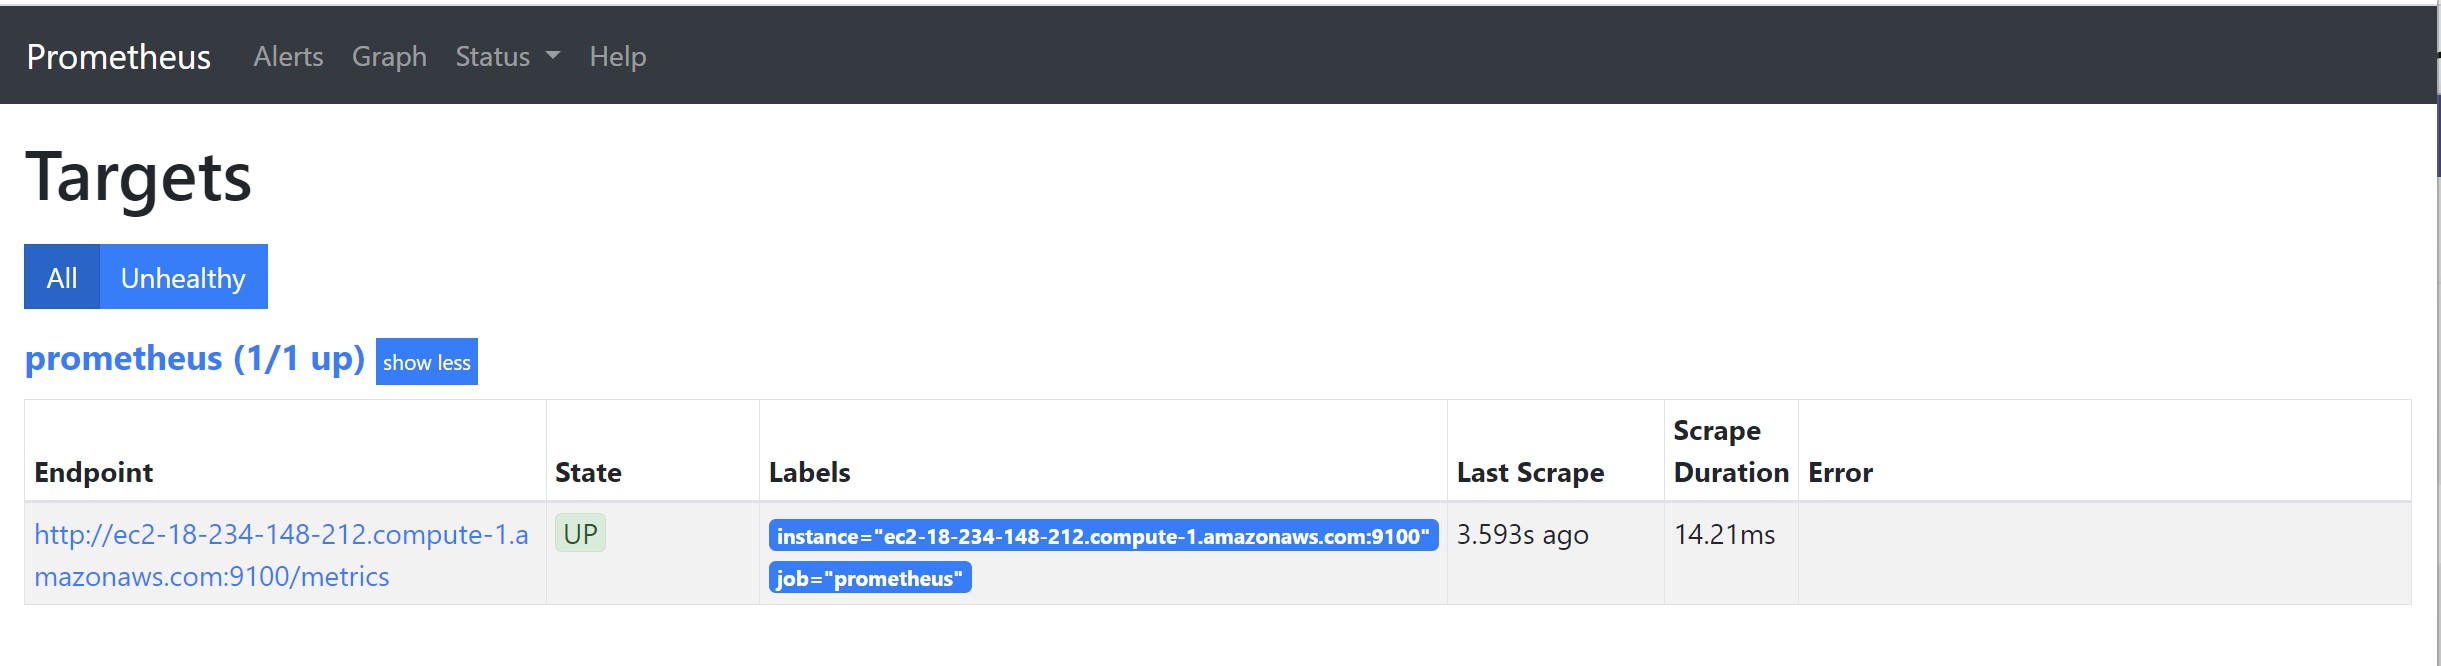 Prometheus Alerts Graph Status Help
Targets
All Unhealthy
prometheus (1/1 up) show less
Endpoint State Labels Last Scrape Scrape Duration Error
http://ec2-18-234-148-212.compute-1.a
mazonaws.com:9100/metrics
UP
instance="ec2-18-234-148-212.compute-1.amazonaws.com:9100"
job="prometheus"
3.593s ago
14.21ms